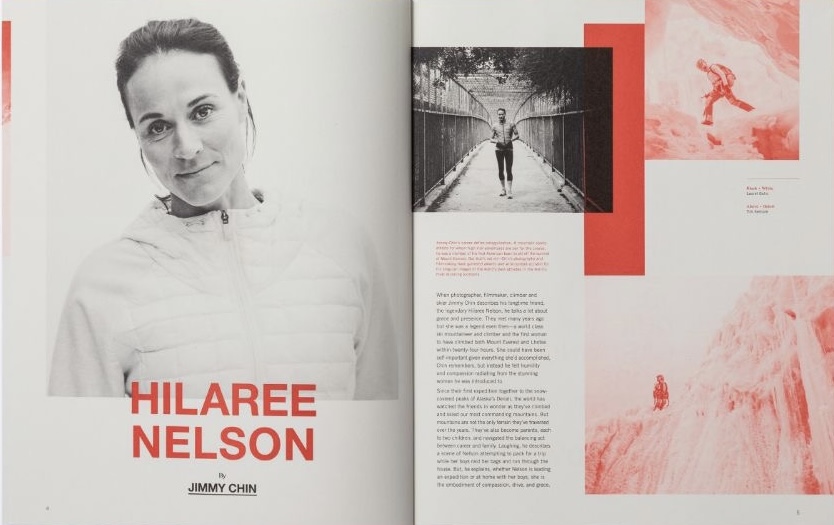 HILAREE
NELSON
By
JIMMY CHIN
4
When photographer, filmmaker, climber and
skier Jimmy Chin describes his longtime friend,
the legendary Hilaree Nelson, he talks a lot about
grace and presence. They met many years ago
but she was a legend even then—a world class
ski mountaineer and climber and the first woman
to have climbed both Mount Everest and Lhotse
within twenty-four hours. She could have been
self-important given everything she's accomplished,
Chin remembers, but instead he felt humility
and compassion radiating from the stunning
woman he was introduced to.
Since their first expedition together to the snow-
covered peaks of Alaska's Denali, the world has
watched the friends in wonder as they've climbed
and skied our most commanding mountains. But
mountains are not the only terrain they've traversed
over the years. They've also become parents, each
to two children, and navigated the balancing act
between career and family. Laughing, he describes
a scene of Nelson attempting to pack for a trip
while her boys raid her bags and run through the
house. But, he explains, whether Nelson is leading
an expedition or at home with her boys, she is
the embodiment of compassion, drive, and grace.
5